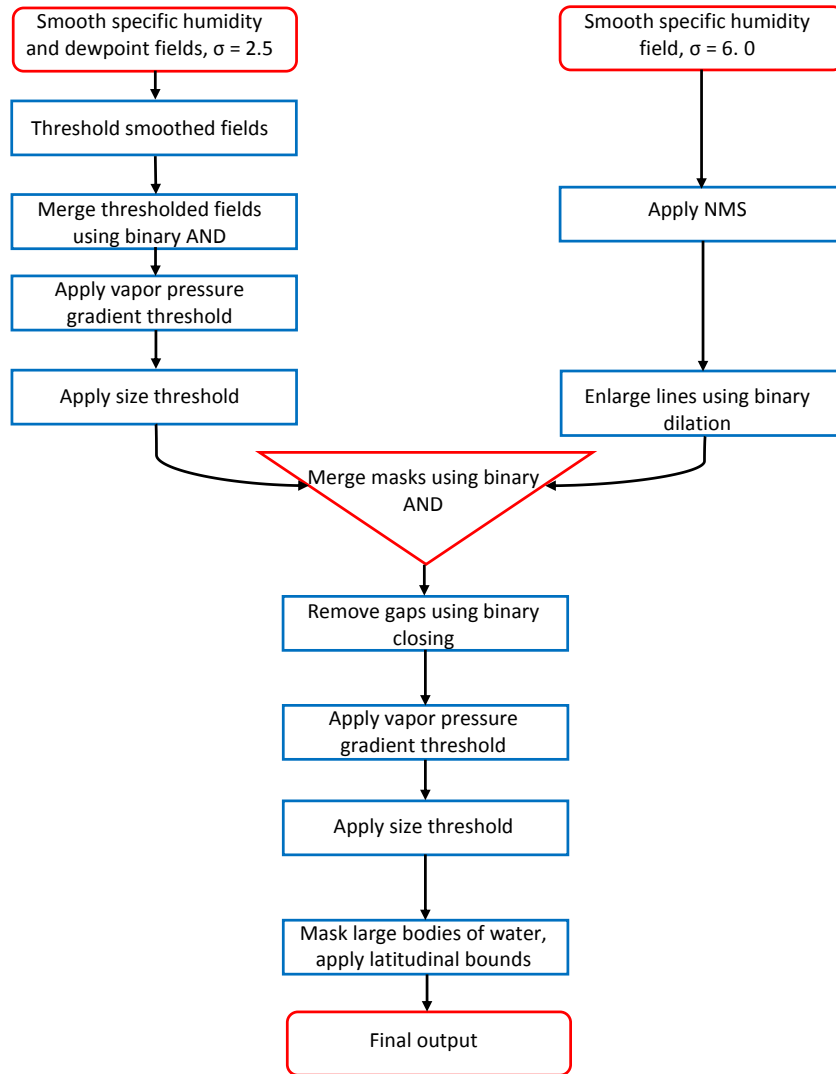 Smooth specific humidity
and dewpoint fields, σ = 2.5
Threshold smoothed fields
Merge thresholded fields
using binary AND
Apply vapor pressure
gradient threshold
Apply size threshold
Smooth specific humidity
field, σ = 6. 0
Apply NMS
Enlarge lines using binary
dilation
Merge masks using binary
AND
Remove gaps using binary
closing
Apply vapor pressure
gradient threshold
Apply size threshold
Mask large bodies of water,
apply latitudinal bounds
Final output